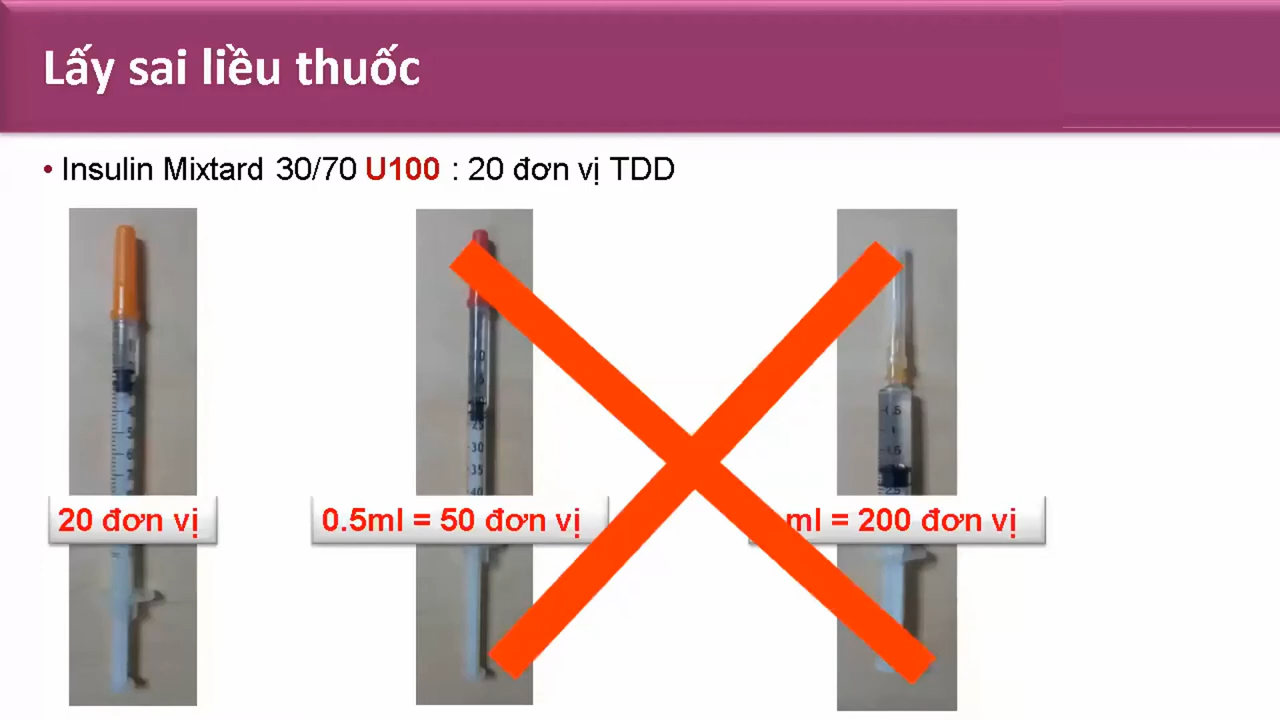 Lấy sai liều thuốc
• Insulin Mixtard 30/70 U100 : 20 đơn vị TDD
20 đơn vị
0.5ml = 50 đơn vị
ml = 200 đơn vị